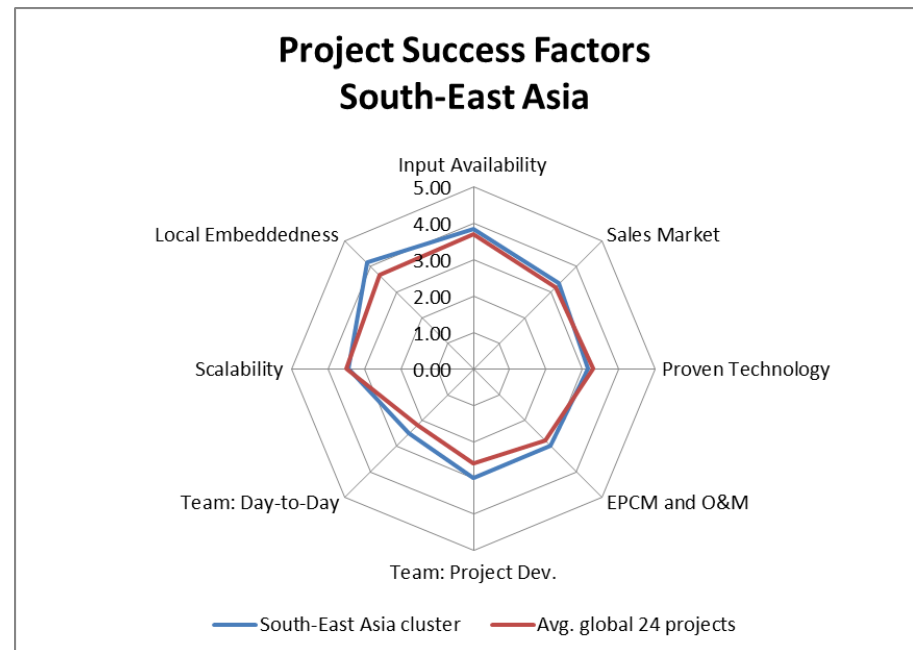 Project Success Factors
South-East Asia
Input Availability
5.00
Local Embeddedness
4.00
Sales Market
3.00
2.00
1.00
Scalability
0.00
Proven Technology
Team: Day-to-Day
EPCM and O&M
Team: Project Dev.
South-East Asia cluster
Avg. global 24 projects